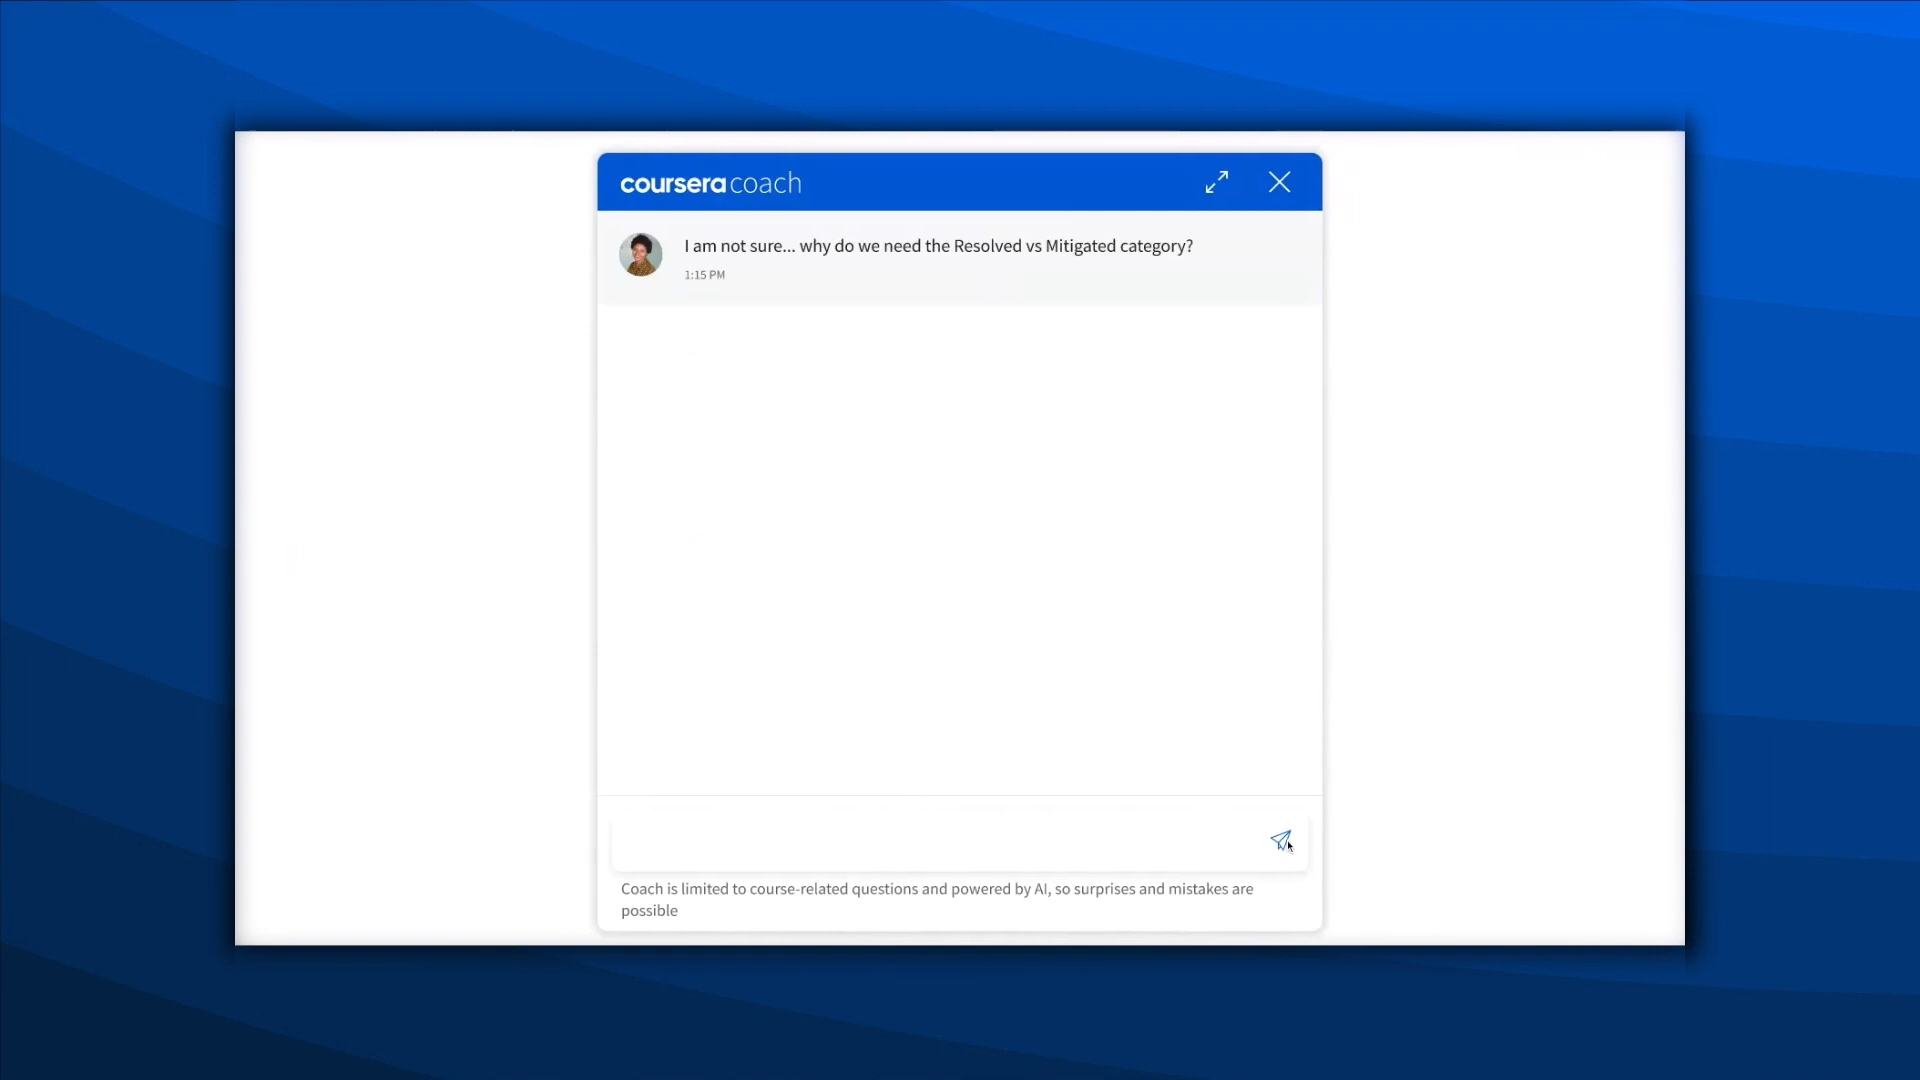 coursera coach
I am not sure... why do we need the Resolved vs Mitigated category?
1:15 PM
Coach is limited to course-related questions and powered by AI, so surprises and mistakes are
possible